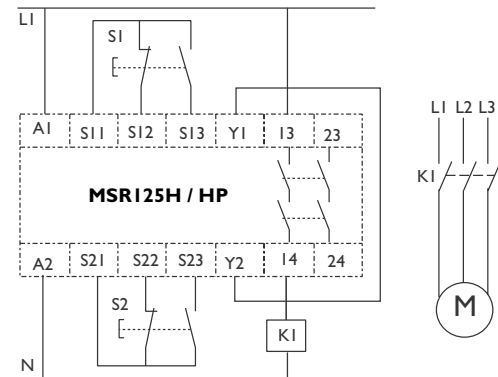 L1
S1
A1 S11 S12 S13 Y1 13 23
MSR125H / HP
A2 S21 S22 S23 Y2 14 24
S2
K1
N
L1 L2 L3
K1
M